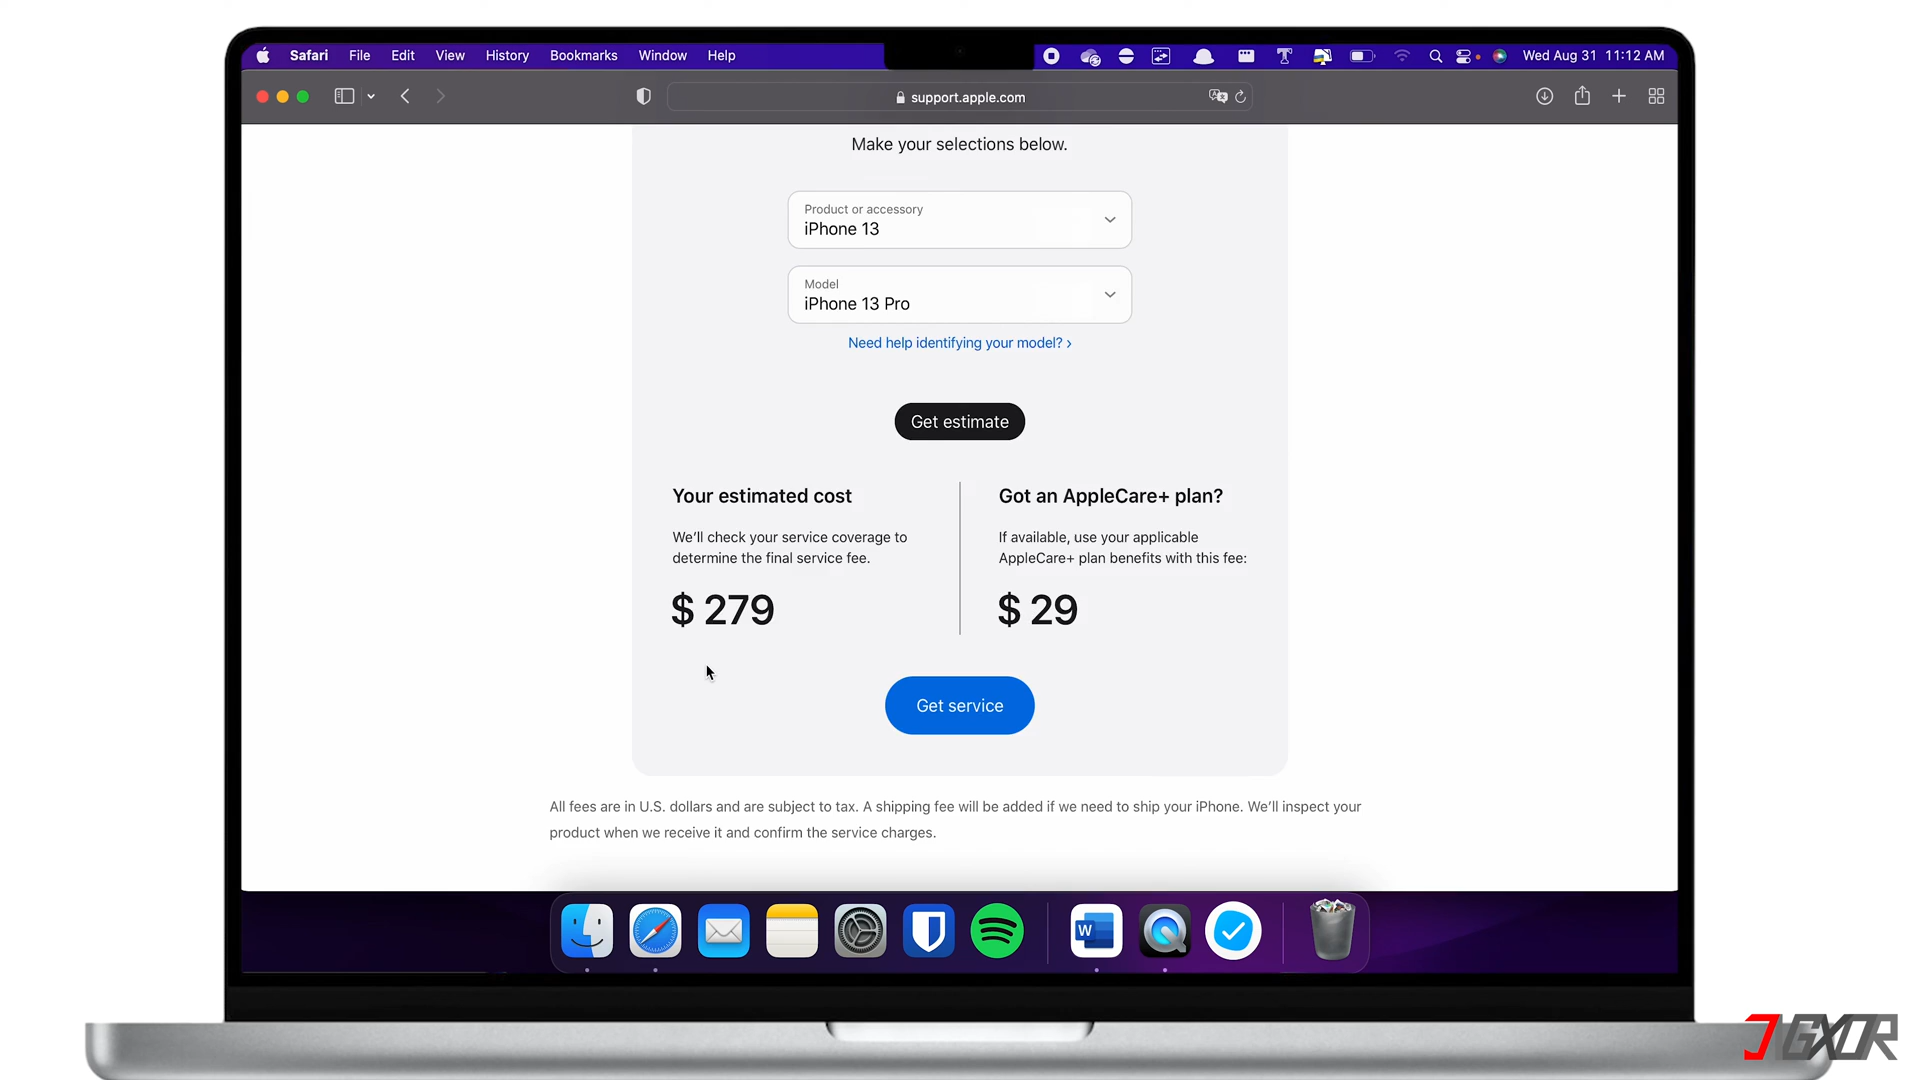 Safari File Edit View History Bookmarks Window Help Wed Aug 31 11:12 AM
support.apple.com
Make your selections below.
Product or accessory
iPhone 13
Model
iPhone 13 Pro
Need help identifying your model? ›
Get estimate
Your estimated cost
We’ll check your service coverage to
determine the final service fee.
$ 279
Got an AppleCare+ plan?
If available, use your applicable
AppleCare+ plan benefits with this fee:
$ 29
Get service
All fees are in U.S. dollars and are subject to tax. A shipping fee will be added if we need to ship your iPhone. We’ll inspect your
product when we receive it and confirm the service charges.
W
JGXOR